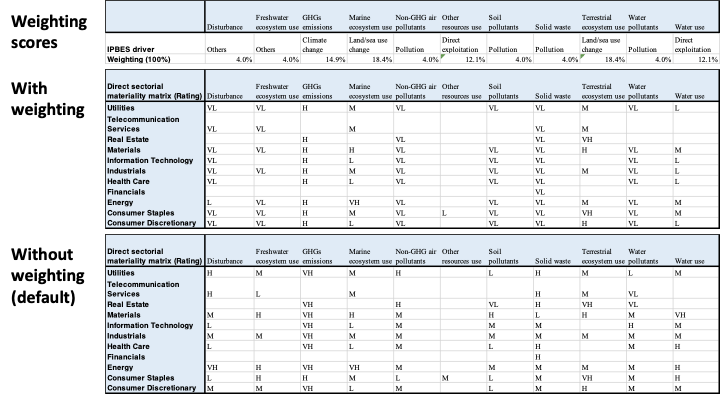 Weighting scores
Disturbance Freshwater ecosystem use GHGs emissions Marine ecosystem use Non-GHG air pollutants Other resources use Soil pollutants Solid waste Terrestrial ecosystem use Water pollutants Water use
IPBES driver Others Others Climate change Land/sea use change Pollution Direct exploitation Pollution Pollution Land/sea use change Pollution Direct exploitation
Weighting (100%) 4.0% 4.0% 14.9% 18.4% 4.0% 12.1% 4.0% 4.0% 18.4% 4.0% 12.1%
With weighting
Direct sectorial materiality matrix (Rating) Disturbance Freshwater ecosystem use GHGs emissions Marine ecosystem use Non-GHG air pollutants Other resources use Soil pollutants Solid waste Terrestrial ecosystem use Water pollutants Water use
Utilities VL VL H M VL VL VL M VL L
Telecommunication Services VL VL M VL M
Real Estate H VL VL VH
Materials VL VL H H VL VL VL H VL M
Information Technology VL H L VL VL VL VL L
Industrials VL VL H M VL VL VL M VL L
Health Care VL H L VL VL VL VL L
Financials VL
Energy L VL H VH VL VL VL M VL M
Consumer Staples VL VL H M VL L VL VL VH VL M
Consumer Discretionary VL VL H L VL VL VL H VL L
Without weighting (default)
Direct sectorial materiality matrix (Rating) Disturbance Freshwater ecosystem use GHGs emissions Marine ecosystem use Non-GHG air pollutants Other resources use Soil pollutants Solid waste Terrestrial ecosystem use Water pollutants Water use
Utilities H M VH M H L H M L M
Telecommunication Services H L M H M VL
Real Estate VH H VL H VH VL
Materials M H VH H M H L H M VH
Information Technology L VH L M M M H M
Industrials M M VH M M M M M M M
Health Care L VH L M L H M H
Financials H
Energy VH H VH VH M M M M M H
Consumer Staples L H H M L M L M VH M H
Consumer Discretionary M M VH L M L M H M M